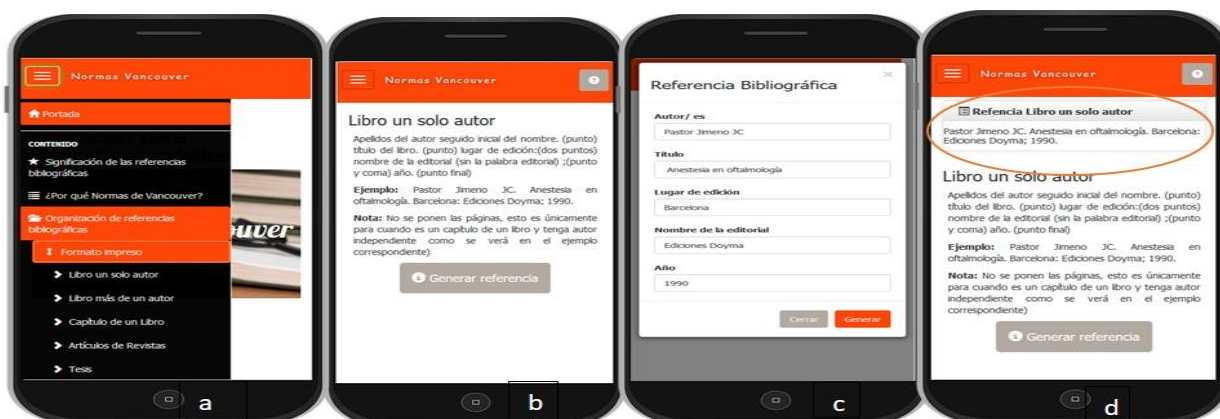 Normas Vancouver
Portada
CONTENIDO
Significación de las referencias
bibliográficas
¿Por qué Normas de Vancouver?
Organización de referencias
bibliográficas
Formato impreso
Libro un solo autor
Libro más de un autor
Capítulo de un Libro
Artículos de Revistas
Tesis
uver
a
Normas Vancouver
?
Libro un solo autor
Apellidos del autor seguido inicial del nombre. (punto)
título del libro. (punto) lugar de edición:(dos puntos)
nombre de la editorial (sin la palabra editorial) ;(punto
y coma) año. (punto final)
Ejemplo: Pastor Jimeno JC. Anestesia en
oftalmología. Barcelona: Ediciones Doyma; 1990.
Nota: No se ponen las páginas, esto es únicamente
para cuando es un capítulo de un libro y tenga autor
independiente como se verá en el ejemplo
correspondiente)
Generar referencia
b
Referencia Bibliográfica
×
Autor/ es
Pastor Jimeno JC
Título
Anestesia en oftalmología
Lugar de edición
Barcelona
Nombre de la editorial
Ediciones Doyma
Año
1990
Cerrar Generar
c
Normas Vancouver
?
Refencia Libro un solo autor
Pastor Jimeno JC. Anestesia en oftalmología. Barcelona:
Ediciones Doyma; 1990.
Libro un solo autor
Apellidos del autor seguido inicial del nombre. (punto)
título del libro. (punto) lugar de edición:(dos puntos)
nombre de la editorial (sin la palabra editorial) ;(punto
y coma) año. (punto final)
Ejemplo: Pastor Jimeno JC. Anestesia en
oftalmología. Barcelona: Ediciones Doyma; 1990.
Nota: No se ponen las páginas, esto es únicamente
para cuando es un capítulo de un libro y tenga autor
independiente como se verá en el ejemplo
correspondiente)
Generar referencia
d